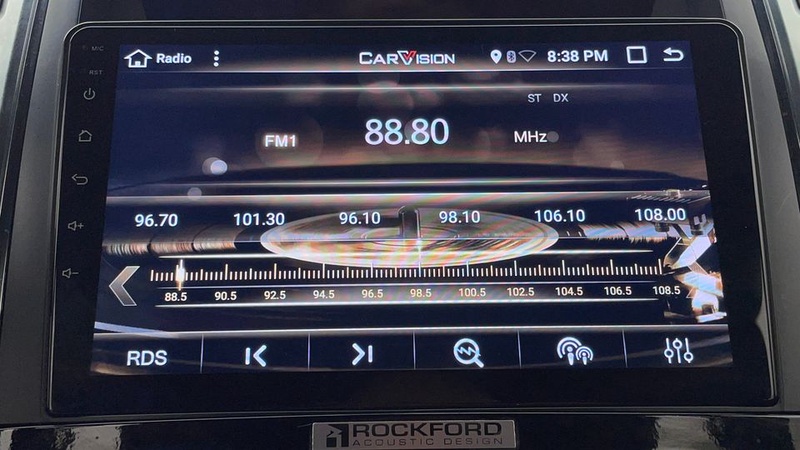 MIC
Radio CARVISION 8:38 PM
RST
ST DX
FM1 88.80 MHz
96.70 101.30 96.10 98.10 106.10 108.00
88.5 90.5 92.5 94.5 96.5 98.5 100.5 102.5 104.5 106.5 108.5
RDS
ROCKFORD
ACOUSTIC DESIGN